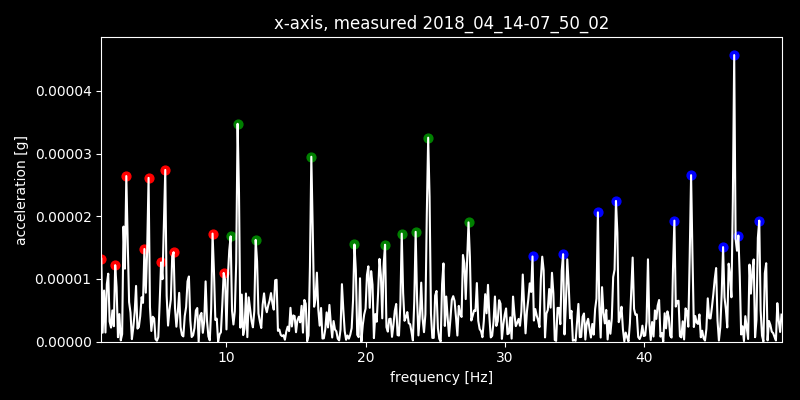 x-axis, measured 2018_04_14-07_50_02
0.00004
0.00003
0.00002
0.00001
0.00000
acceleration [g]
10 20 30 40
frequency [Hz]